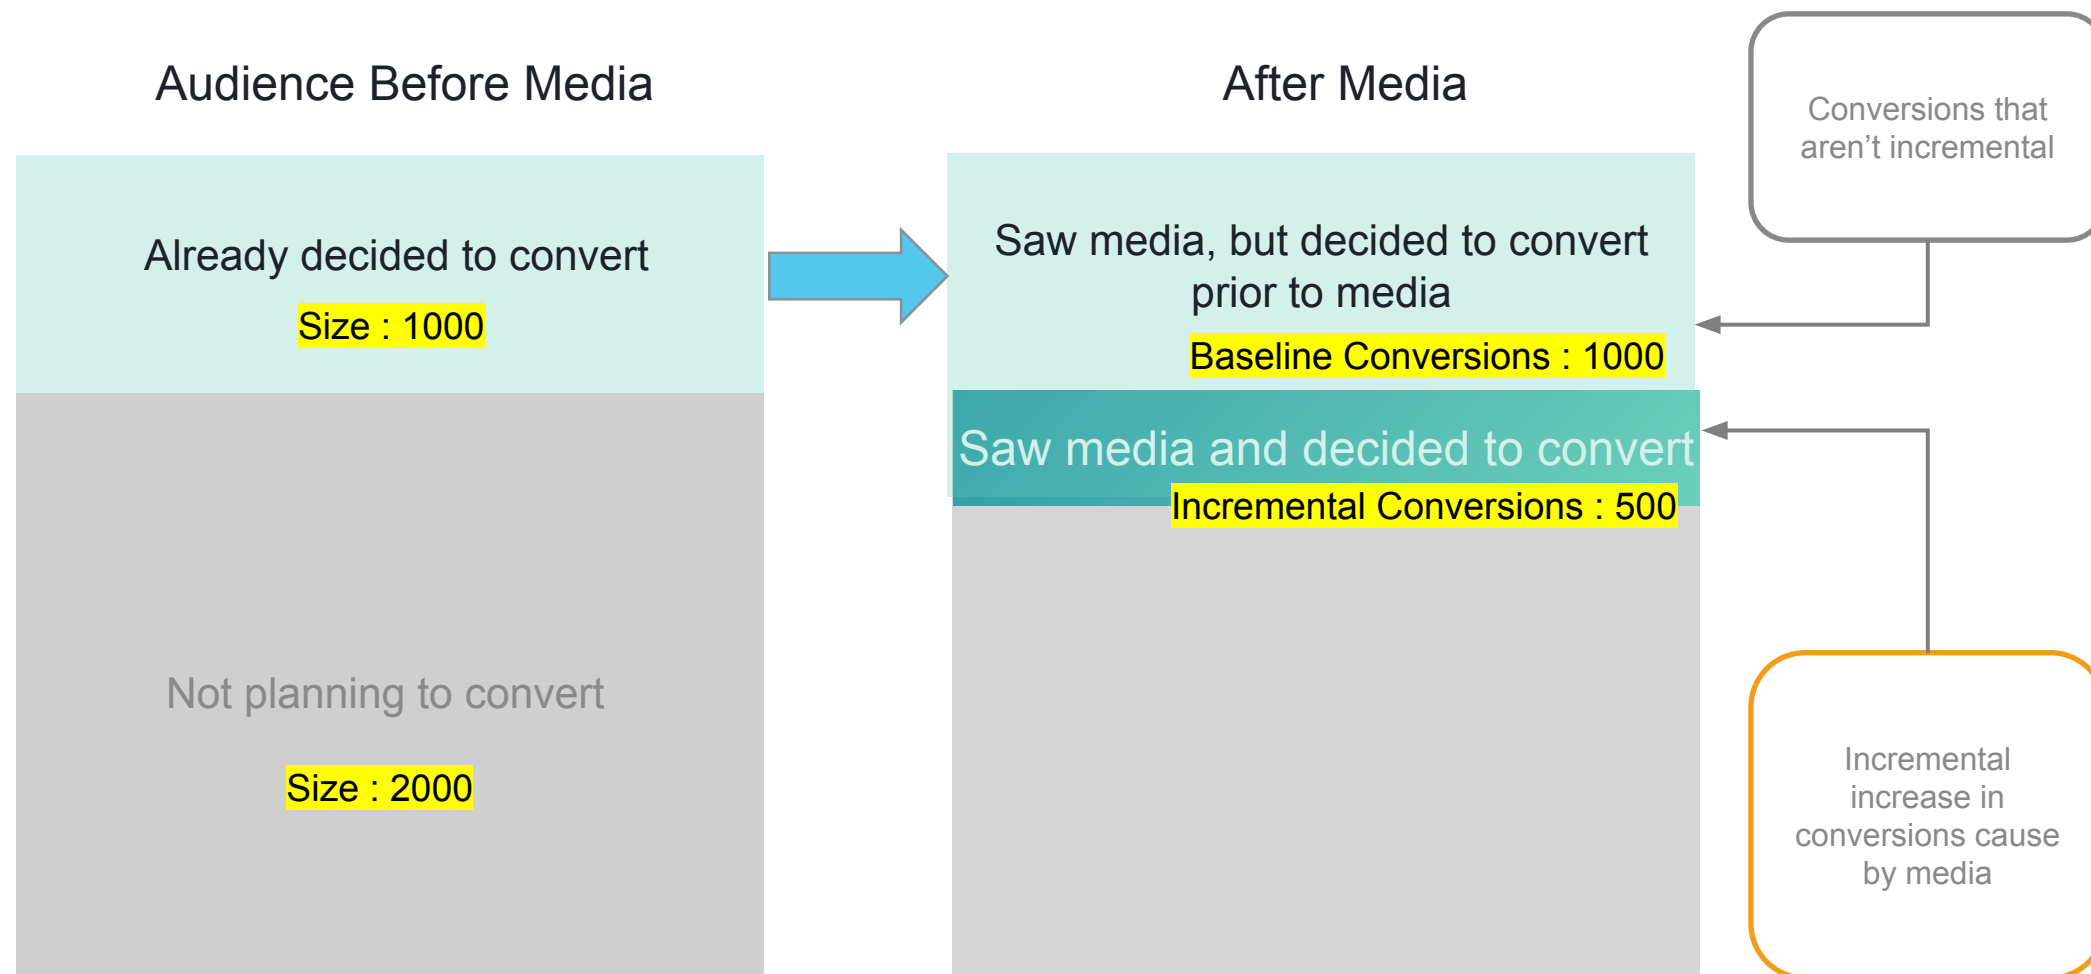 Audience Before Media
After Media
Conversions that
aren't incremental
Already decided to convert
Size : 1000
Saw media, but decided to convert
prior to media
Baseline Conversions : 1000
Saw media and decided to convert
Incremental Conversions : 500
Not planning to convert
Size : 2000
Incremental
increase in
conversions cause
by media